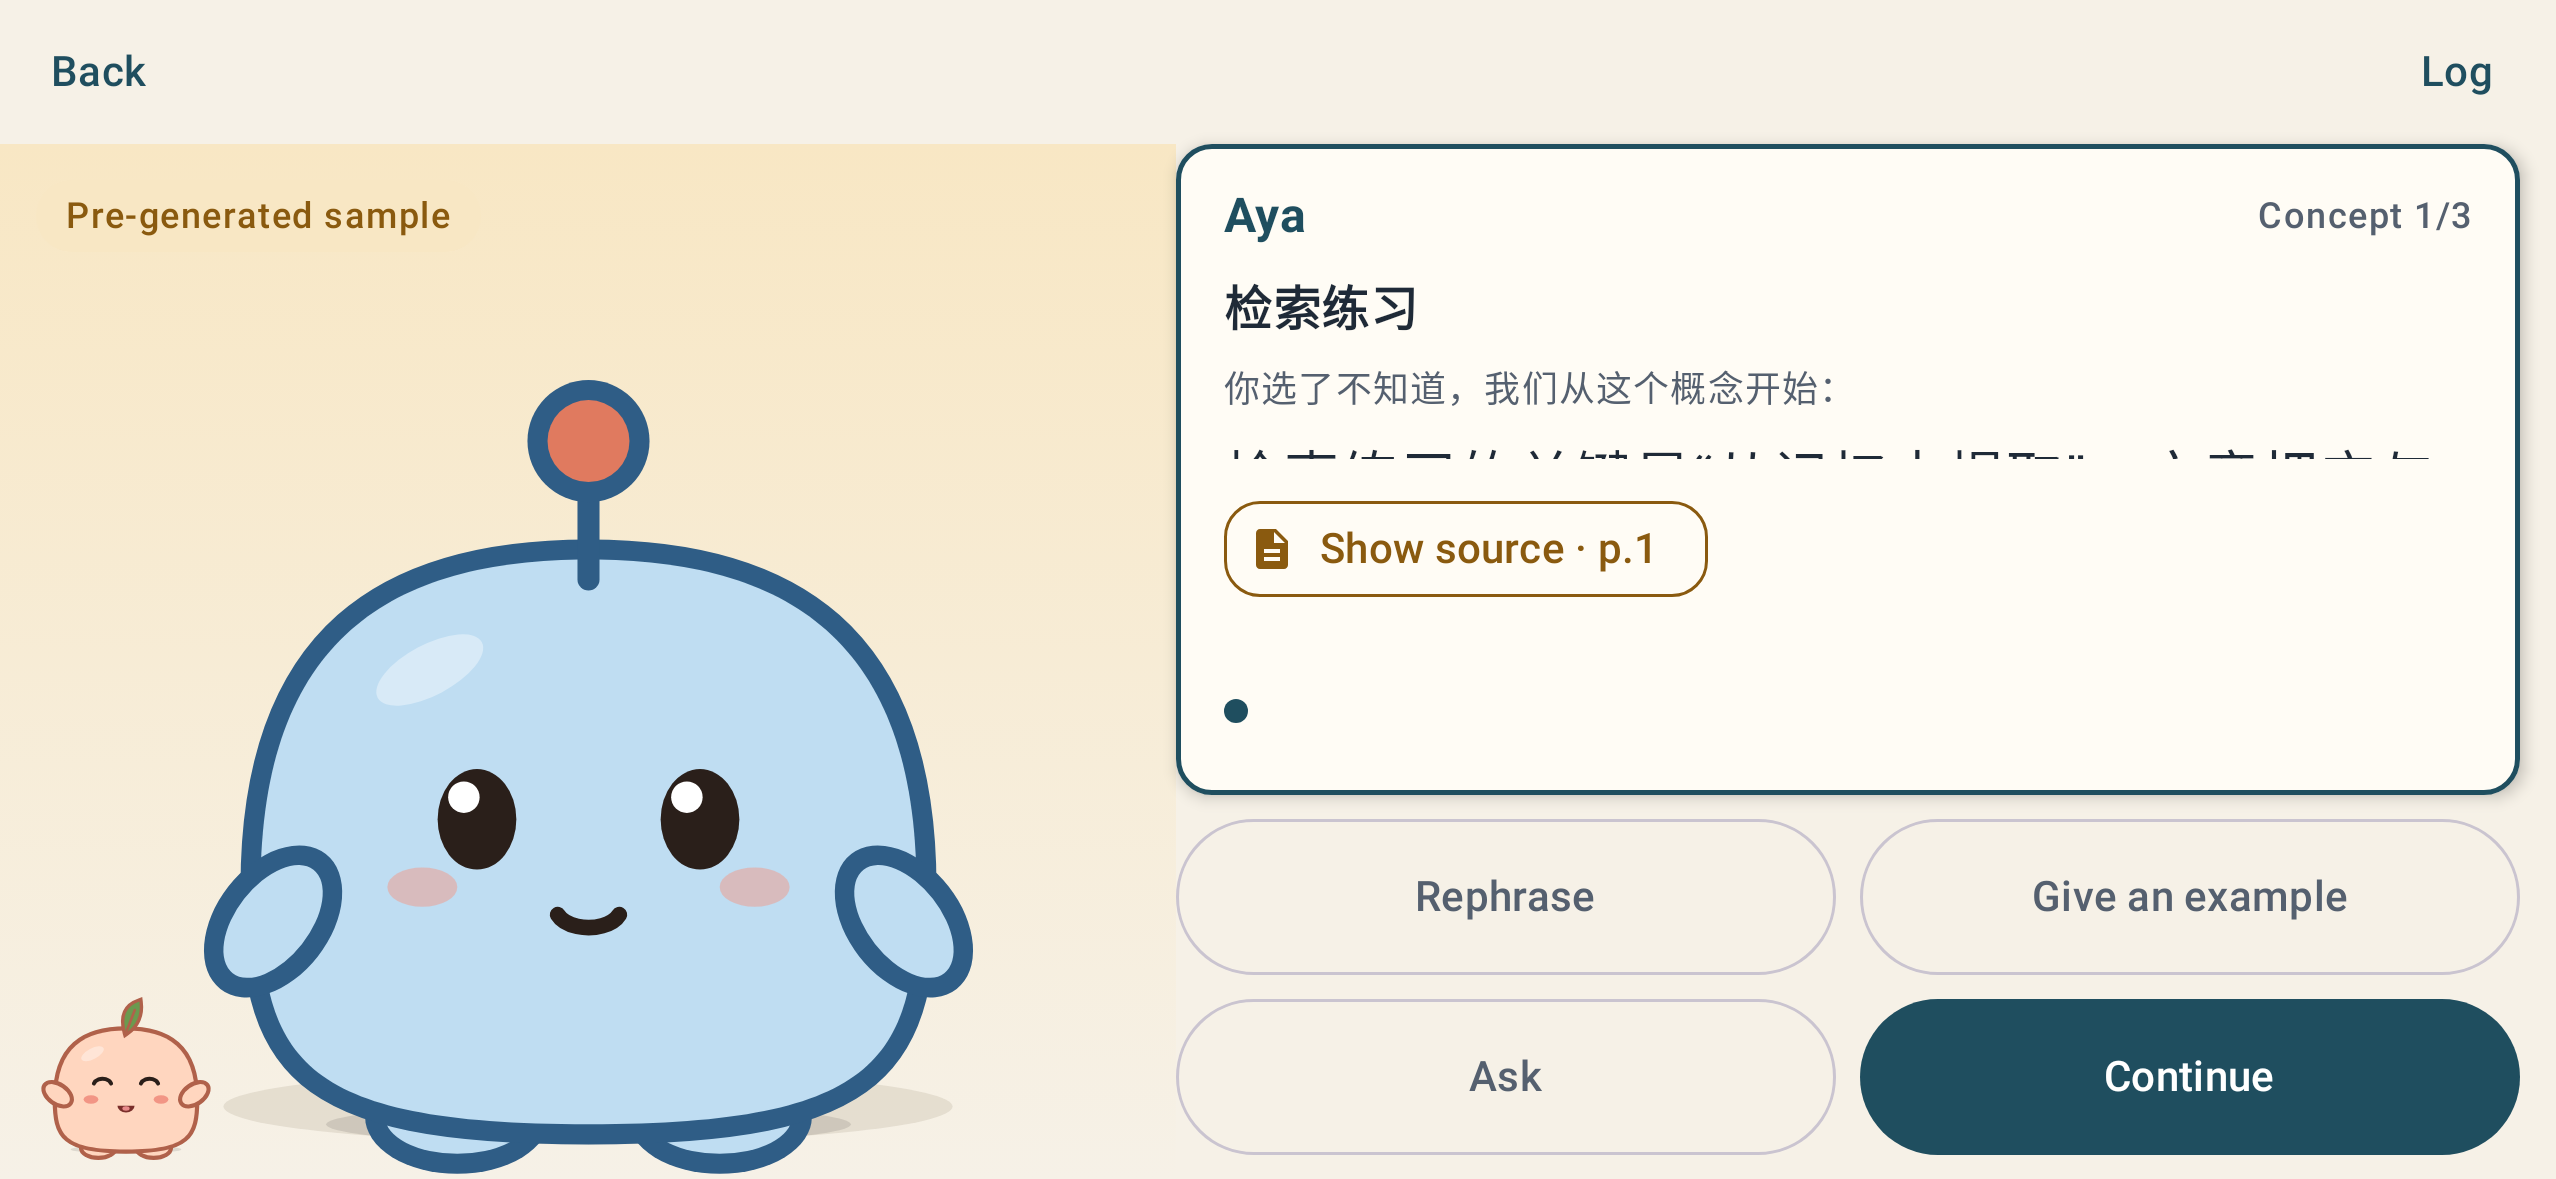 Back
Log
Pre-generated sample
Aya
Concept 1/3
检索练习
你选了不知道，我们从这个概念开始：
Show source · p.1
Rephrase
Give an example
Ask
Continue